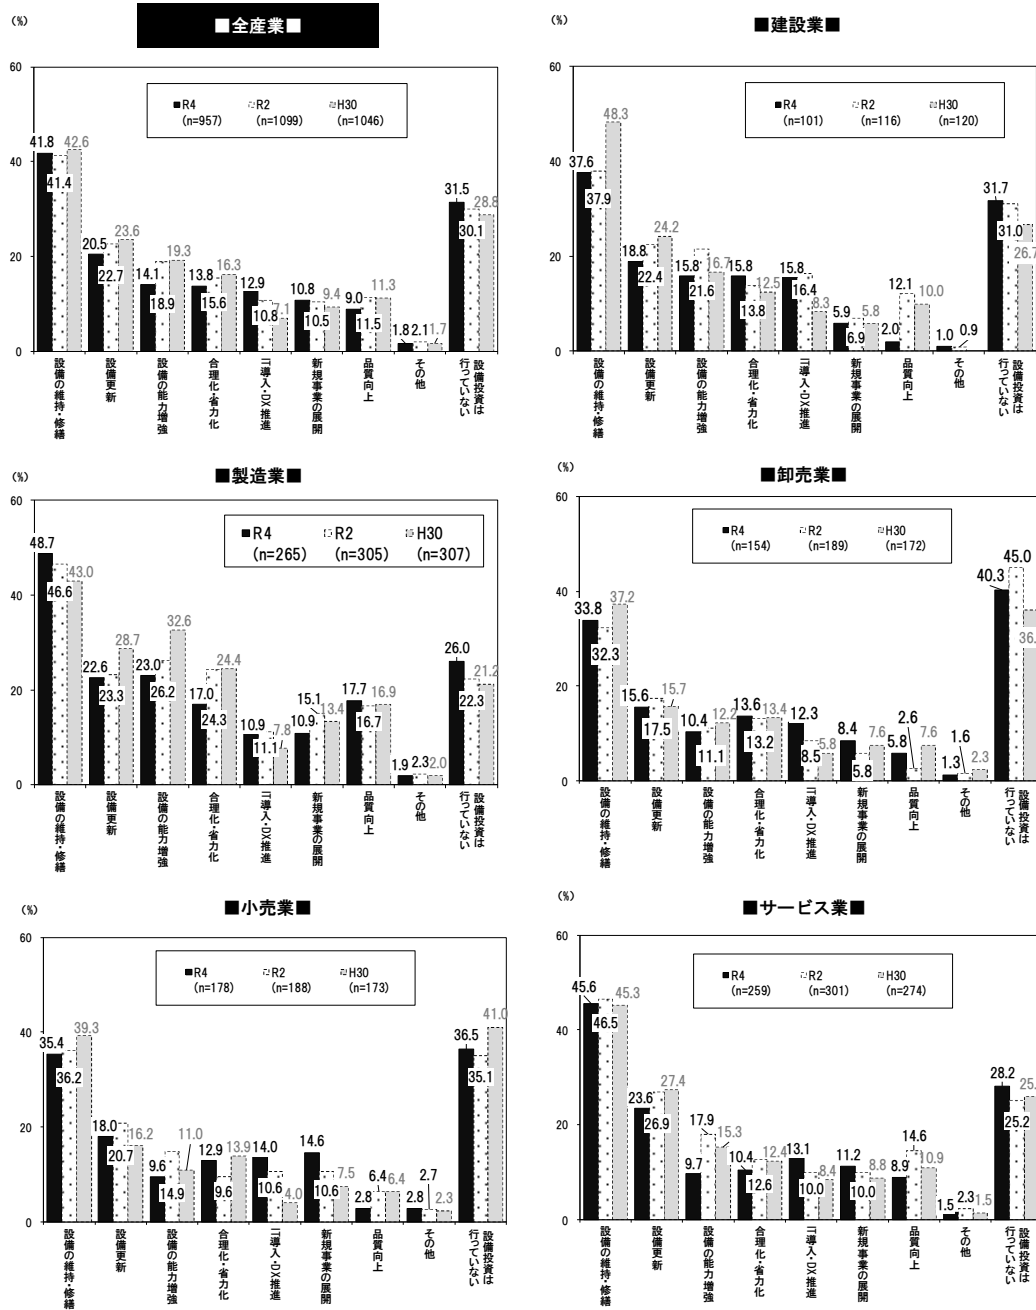 ■全産業■
(%)
60
40
20
0
R4 R2 H30
(n=957) (n=1099) (n=1046)
41.8 41.4 42.6
20.5 22.7 23.6
14.1 18.9 19.3
13.8 15.6 16.3
12.9 10.8 7.1
10.8 10.5 9.4
9.0 11.5 11.3
1.8 2.1 1.7
31.5 30.1 28.8
設備の維持・修繕
設備更新
設備の能力増強
合理化・省力化
IT導入・DX推進
新規事業の展開
品質向上
その他
設備投資は
行っていない
■建設業■
(%)
60
40
20
0
R4 R2 H30
(n=101) (n=116) (n=120)
37.6 37.9 48.3
18.8 22.4 24.2
15.8 21.6 16.7
15.8 13.8 12.5
15.8 16.4 8.3
5.9 6.9 5.8
2.0 12.1 10.0
1.0 0.9
31.7 31.0 26.7
設備の維持・修繕
設備更新
設備の能力増強
合理化・省力化
IT導入・DX推進
新規事業の展開
品質向上
その他
設備投資は
行っていない
■製造業■
(%)
60
40
20
0
R4 R2 H30
(n=265) (n=305) (n=307)
48.7 46.6 43.0
22.6 23.3 28.7
23.0 26.2 32.6
17.0 24.3 24.4
10.9 11.1 7.8
10.9 15.1 13.4
17.7 16.7 16.9
1.9 2.3 2.0
26.0 22.3 21.2
設備の維持・修繕
設備更新
設備の能力増強
合理化・省力化
IT導入・DX推進
新規事業の展開
品質向上
その他
設備投資は
行っていない
■卸売業■
(%)
60
40
20
0
R4 R2 H30
(n=154) (n=189) (n=172)
33.8 32.3 37.2
15.6 17.5 15.7
10.4 11.1 12.2
13.6 13.2 13.4
12.3 8.5 5.8
8.4 5.8 7.6
5.8 2.6 7.6
1.3 1.6 2.3
40.3 45.0 36.
設備の維持・修繕
設備更新
設備の能力増強
合理化・省力化
IT導入・DX推進
新規事業の展開
品質向上
その他
設備投資は
行っていない
■小売業■
(%)
60
40
20
0
R4 R2 H30
(n=178) (n=188) (n=173)
35.4 36.2 39.3
18.0 20.7 16.2
9.6 14.9 11.0
12.9 9.6 13.9
14.0 10.6 4.0
14.6 10.6 7.5
2.8 6.4 6.4
2.8 2.7 2.3
36.5 35.1 41.0
設備の維持・修繕
設備更新
設備の能力増強
合理化・省力化
IT導入・DX推進
新規事業の展開
品質向上
その他
設備投資は
行っていない
■サービス業■
(%)
60
40
20
0
R4 R2 H30
(n=259) (n=301) (n=274)
45.6 46.5 45.3
23.6 26.9 27.4
9.7 17.9 15.3
10.4 12.6 12.4
13.1 10.0 8.4
11.2 10.0 8.8
8.9 14.6 10.9
1.5 2.3 1.5
28.2 25.2 25.
設備の維持・修繕
設備更新
設備の能力増強
合理化・省力化
IT導入・DX推進
新規事業の展開
品質向上
その他
設備投資は
行っていない